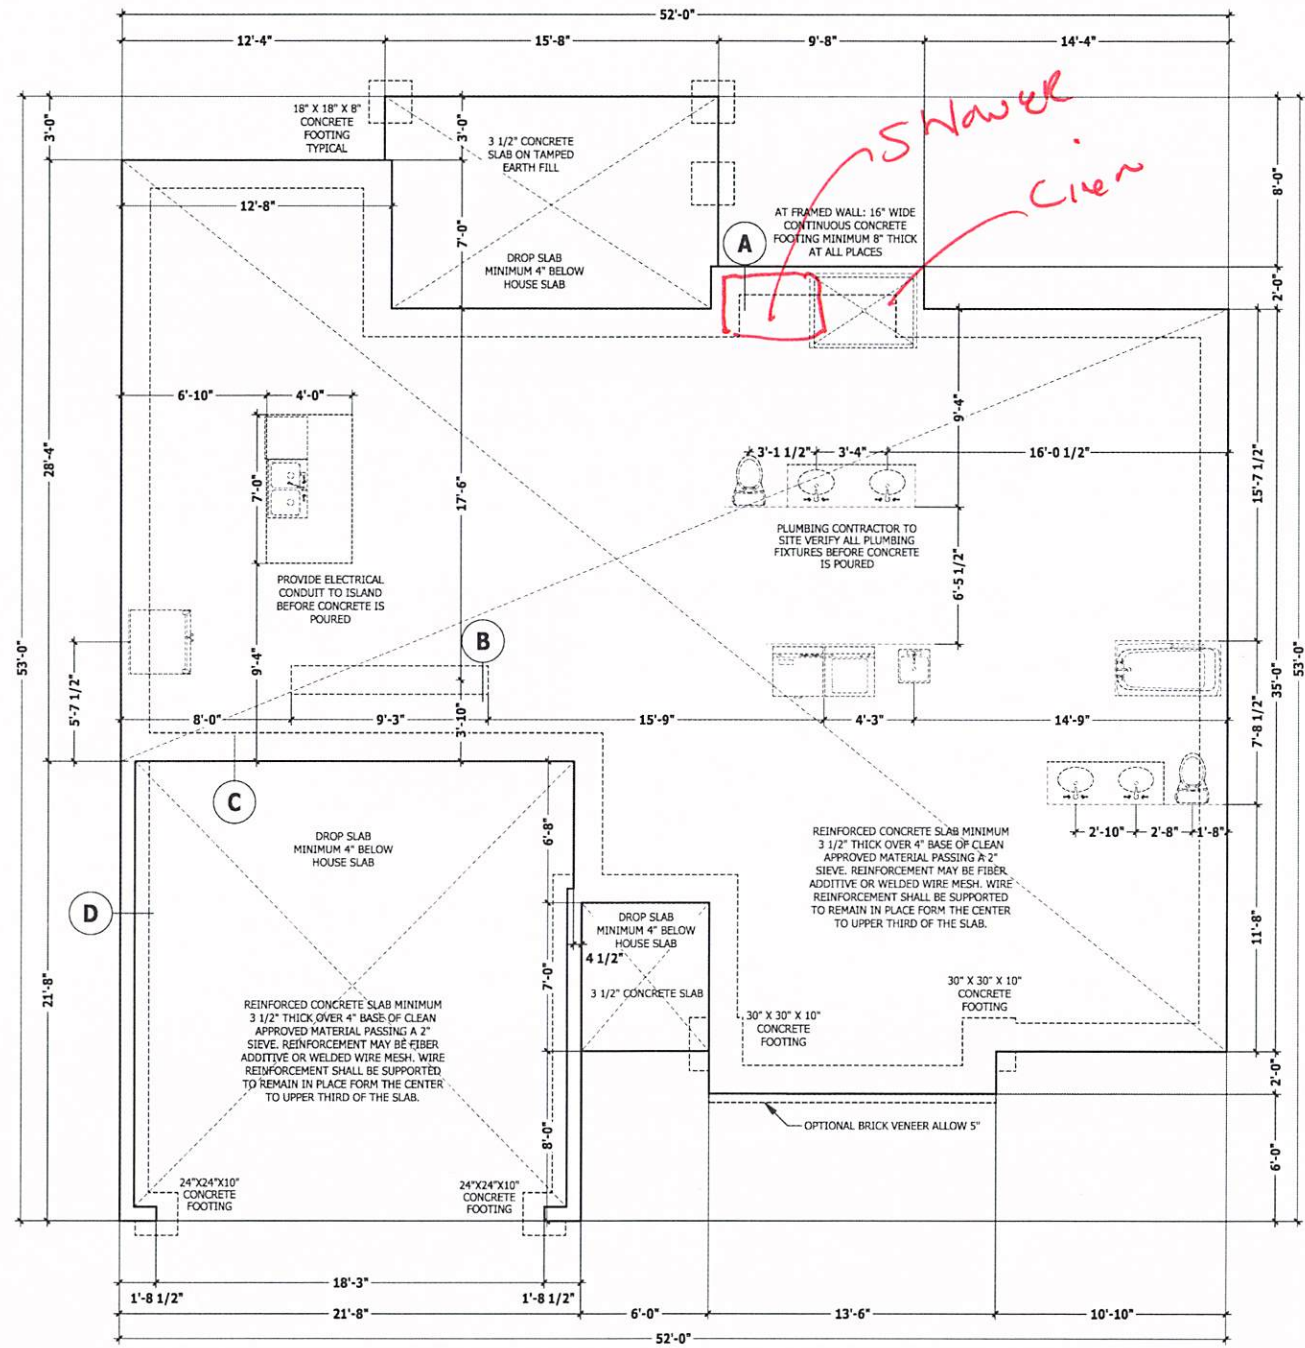 52'-0"
12'-4" 15'-8" 9'-8" 14'-4"
18" X 18" X 8"
CONCRETE
FOOTING
TYPICAL
3'-0"
3'-0"
3 1/2" CONCRETE
SLAB ON TAMPED
EARTH FILL
SHOWER
8'-0"
12'-8"
7'-0"
AT FRAMED WALL: 16" WIDE
CONTINUOUS CONCRETE
FOOTING MINIMUM 8" THICK
AT ALL PLACES
A
DROP SLAB
MINIMUM 4" BELOW
HOUSE SLAB
2'-0"
6'-10" 4'-0"
9'-4"
28'-4"
7'-0"
17'-6"
3'-1 1/2" 3'-4" 16'-0 1/2"
15'-7 1/2"
PLUMBING CONTRACTOR TO
SITE VERIFY ALL PLUMBING
FIXTURES BEFORE CONCRETE
IS POURED
6'-5 1/2"
PROVIDE ELECTRICAL
CONDUIT TO ISLAND
BEFORE CONCRETE IS
POURED
B
53'-0"
9'-4"
5'-7 1/2"
35'-0"
53'-0"
8'-0" 9'-3" 3'-10" 15'-9" 4'-3" 14'-9"
7'-8 1/2"
C
DROP SLAB
MINIMUM 4" BELOW
HOUSE SLAB
6'-8"
2'-10" 2'-8" 1'-8"
REINFORCED CONCRETE SLAB MINIMUM
3 1/2" THICK OVER 4" BASE OF CLEAN
APPROVED MATERIAL PASSING A 2"
SIEVE. REINFORCEMENT MAY BE FIBER
ADDITIVE OR WELDED WIRE MESH. WIRE
REINFORCEMENT SHALL BE SUPPORTED
TO REMAIN IN PLACE FORM THE CENTER
TO UPPER THIRD OF THE SLAB.
D
DROP SLAB
MINIMUM 4" BELOW
HOUSE SLAB
4 1/2"
3 1/2" CONCRETE SLAB
7'-0"
11'-8"
21'-8"
REINFORCED CONCRETE SLAB MINIMUM
3 1/2" THICK OVER 4" BASE OF CLEAN
APPROVED MATERIAL PASSING A 2"
SIEVE. REINFORCEMENT MAY BE FIBER
ADDITIVE OR WELDED WIRE MESH. WIRE
REINFORCEMENT SHALL BE SUPPORTED
TO REMAIN IN PLACE FORM THE CENTER
TO UPPER THIRD OF THE SLAB.
30" X 30" X 10"
CONCRETE
FOOTING
30" X 30" X 10"
CONCRETE
FOOTING
2'-0"
8'-0"
OPTIONAL BRICK VENEER ALLOW 5"
6'-0"
24"X24"X10"
CONCRETE
FOOTING
24"X24"X10"
CONCRETE
FOOTING
18'-3"
1'-8 1/2" 1'-8 1/2"
21'-8" 6'-0" 13'-6" 10'-10"
52'-0"